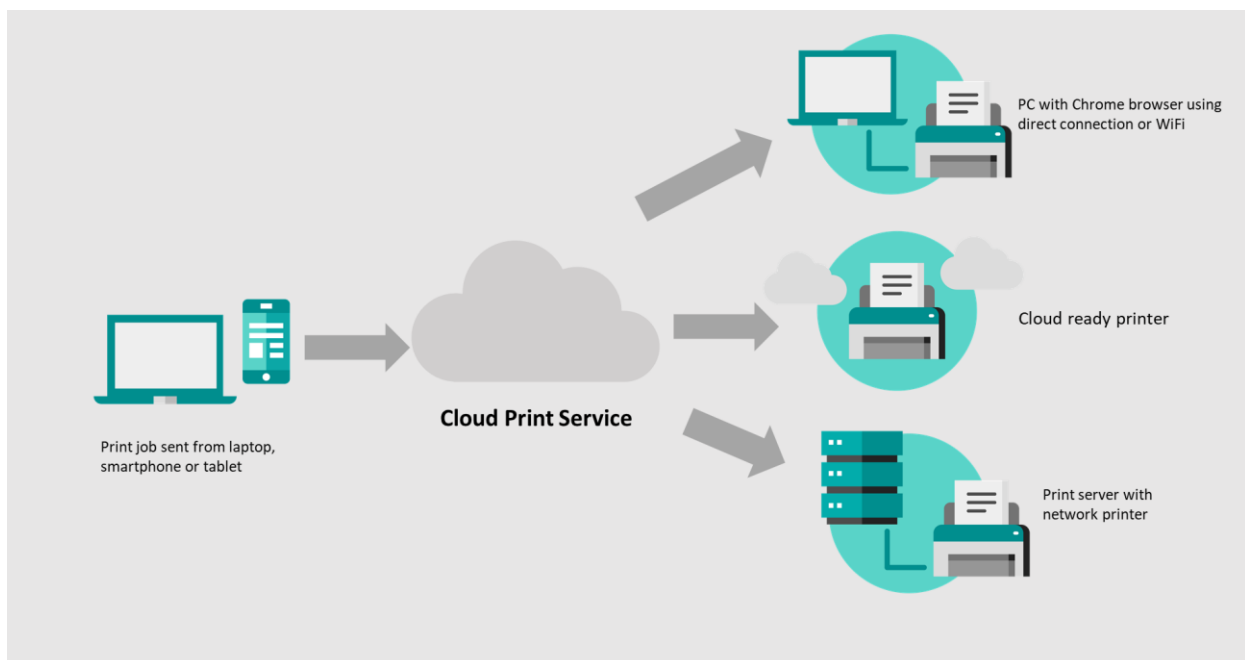 PC with Chrome browser using
direct connection or WiFi
Cloud ready printer
Cloud Print Service
Print job sent from laptop,
smartphone or tablet
Print server with
network printer